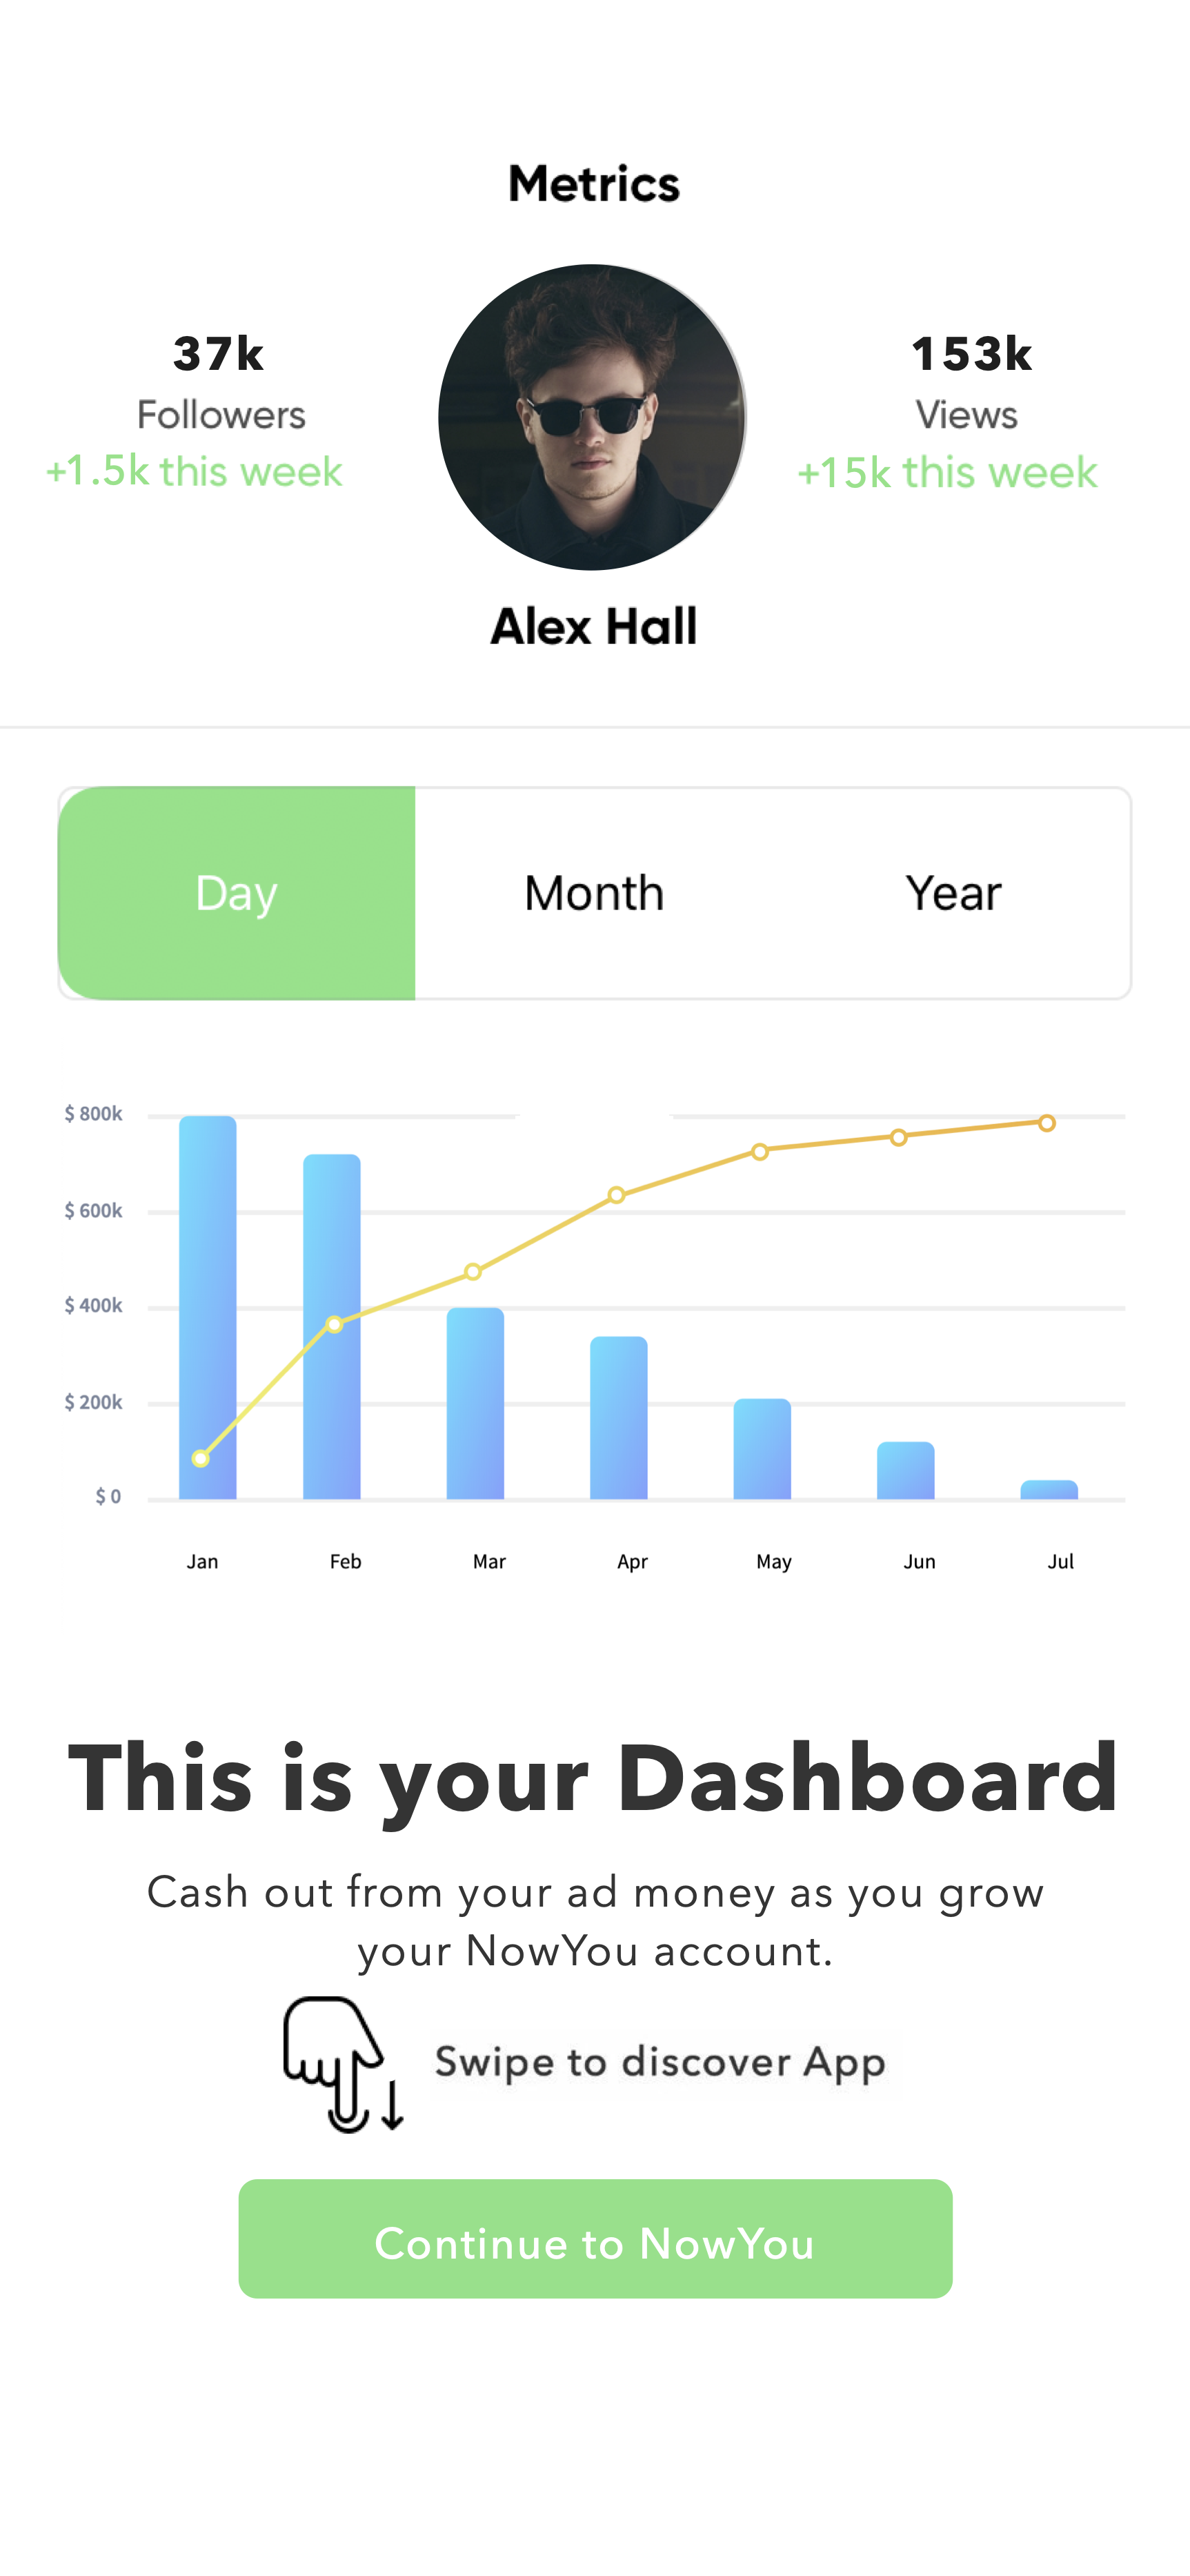 Metrics
37k
Followers
+1.5k this week
153k
Views
+15k this week
Alex Hall
Day Month Year
$ 800k
$ 600k
$ 400k
$ 200k
$ 0
Jan Feb Mar Apr May Jun Jul
This is your Dashboard
Cash out from your ad money as you grow
your NowYou account.
Swipe to discover App
Continue to NowYou